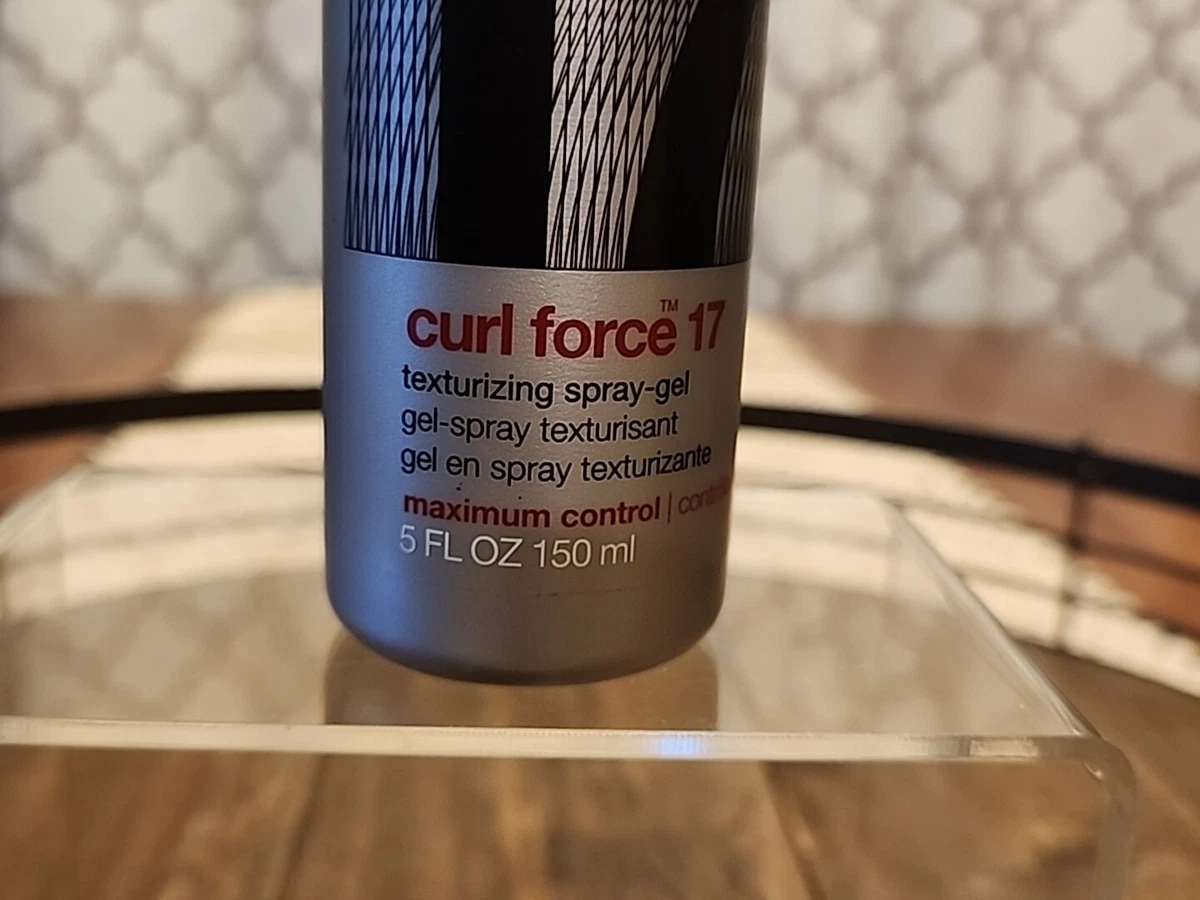 curl force™ 17
texturizing spray-gel
gel-spray texturisant
gel en spray texturizante
maximum control |
5 FL OZ 150 ml